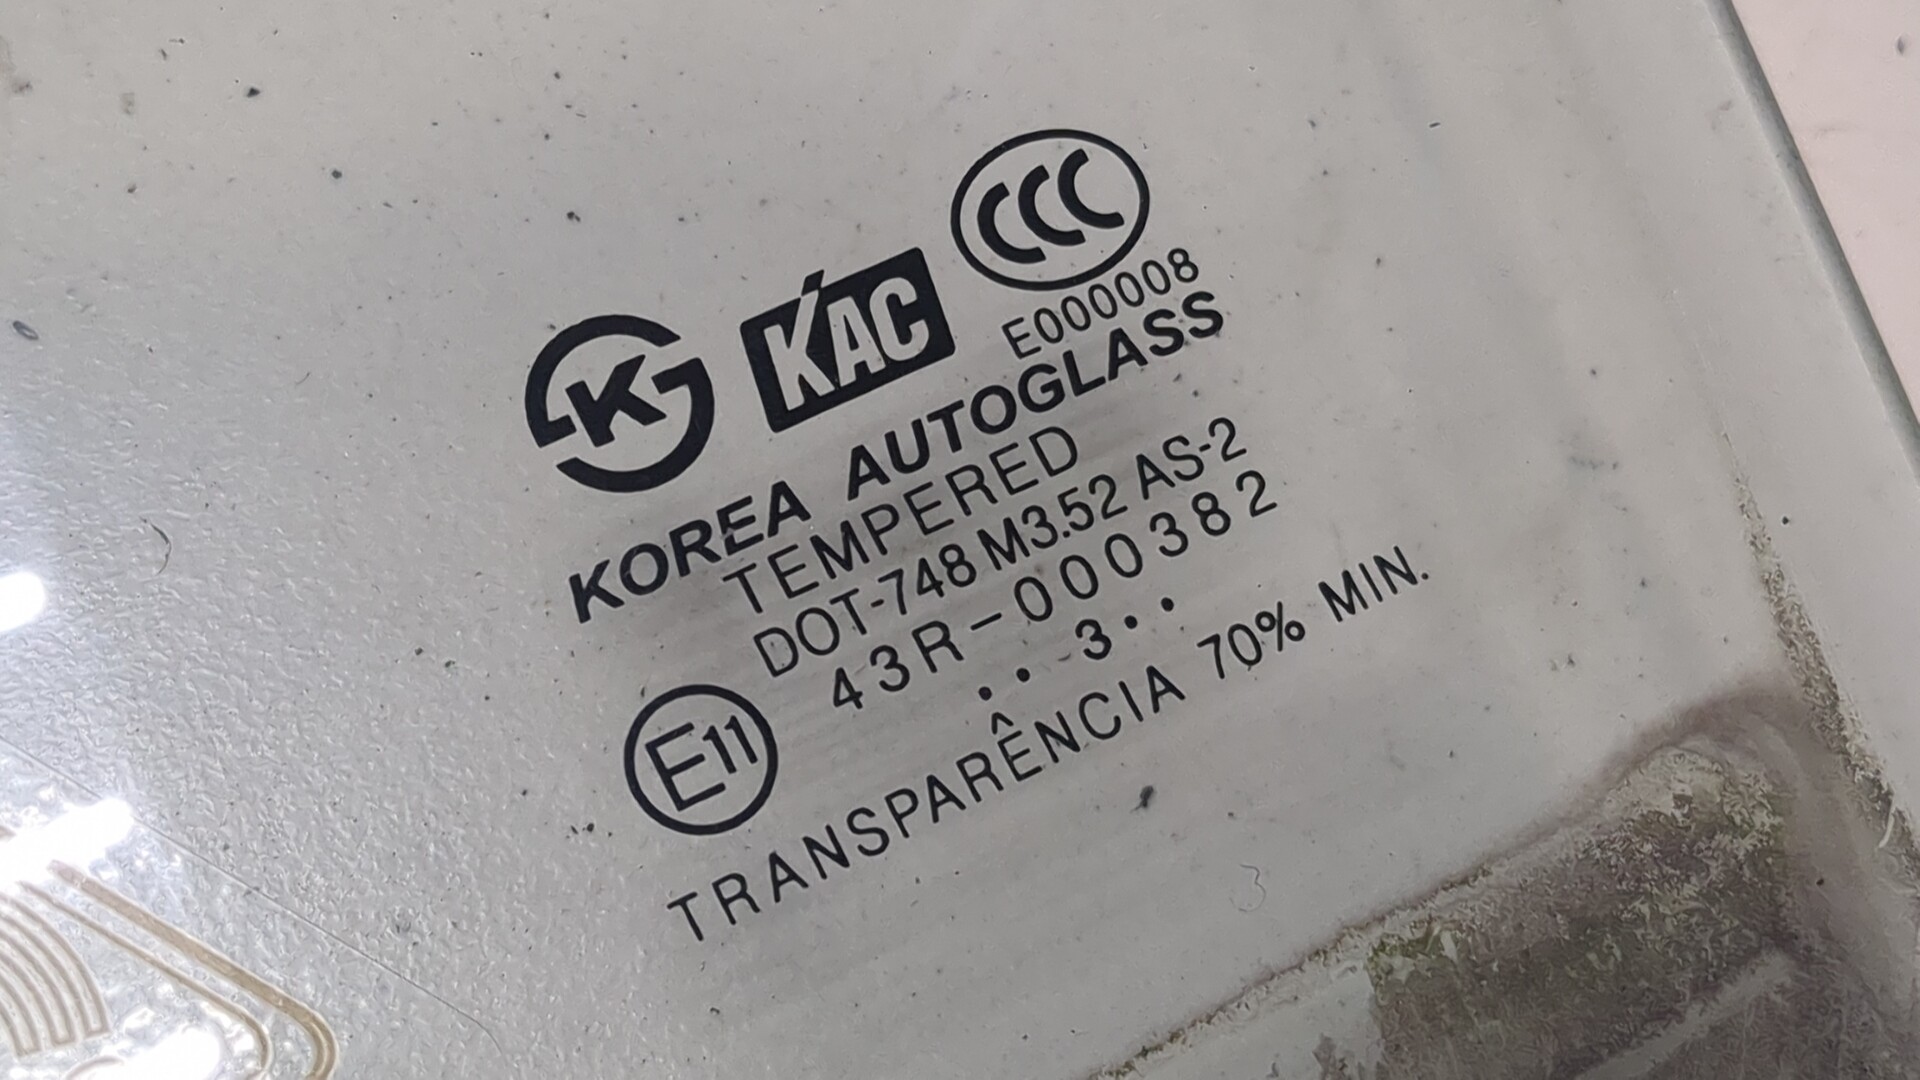 K KAC CCC
E000008
KOREA AUTOGLASS
TEMPERED
DOT-748 M3.52 AS-2
43R-000382
E11 ..3..
TRANSPARÊNCIA 70% MIN.